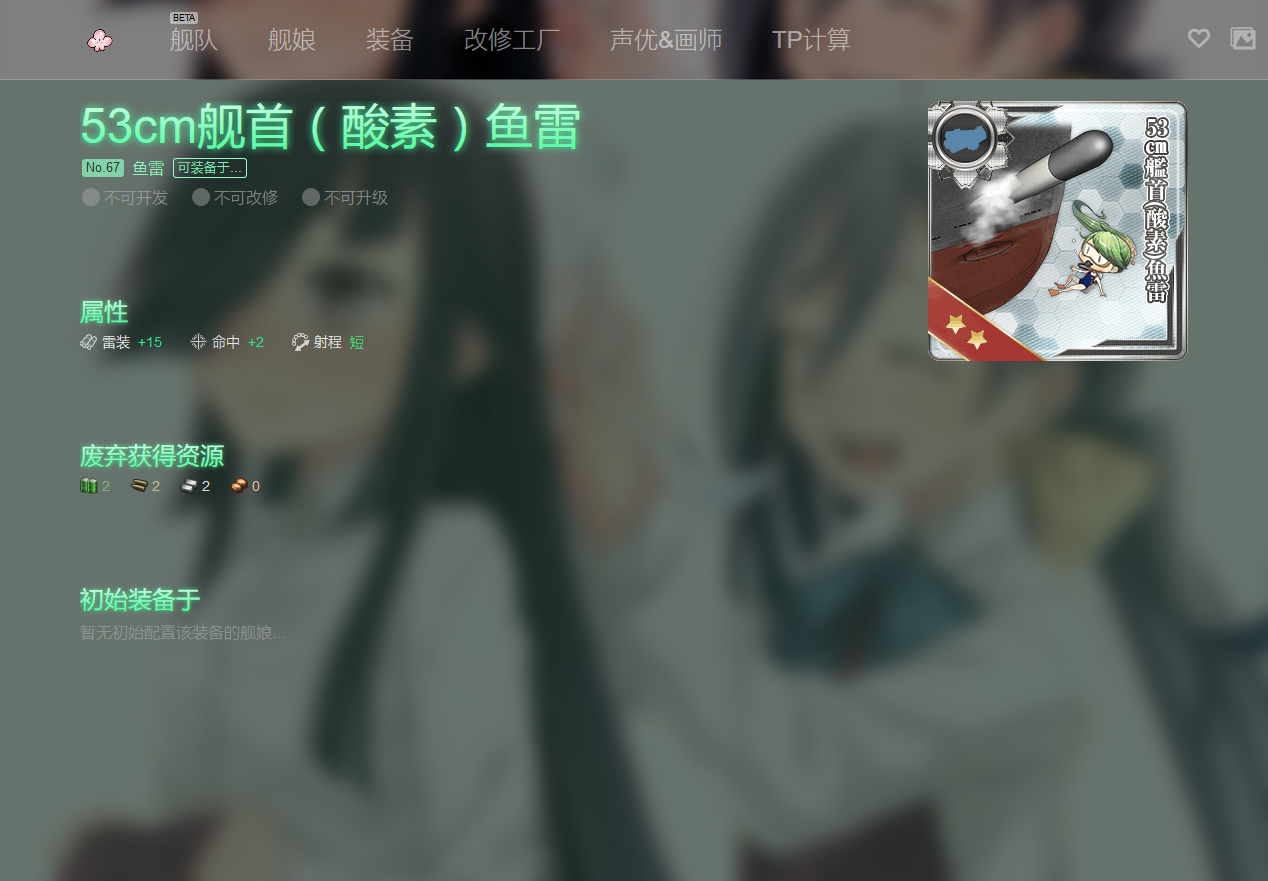 BETA
舰队 舰娘 装备 改修工厂 声优&画师 TP计算
53cm舰首（酸素）鱼雷
No.67 鱼雷 可装备于...
不可开发 不可改修 不可升级
53cm艦首(酸素)魚雷
属性
雷装 +15 命中 +2 射程 短
废弃获得资源
2 2 2 0
初始装备于
暂无初始配置该装备的舰娘...